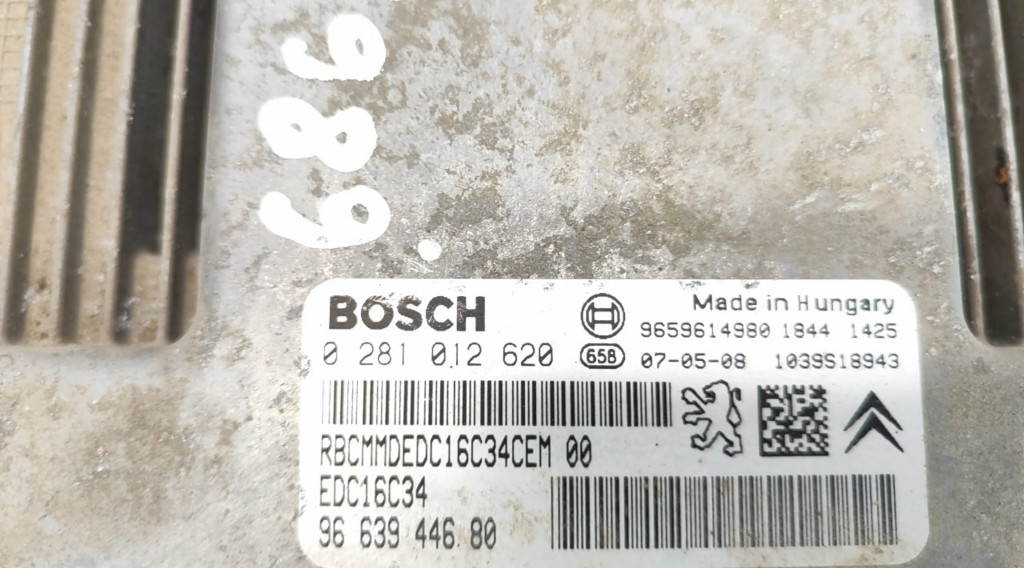 689
BOSCH
Made in Hungary
9659614980 1844 1425
0 281 012 620
658
07-05-08 1039S18943
RBCMMDEDC16C34CEM 00
EDC16C34
96 639 446 80